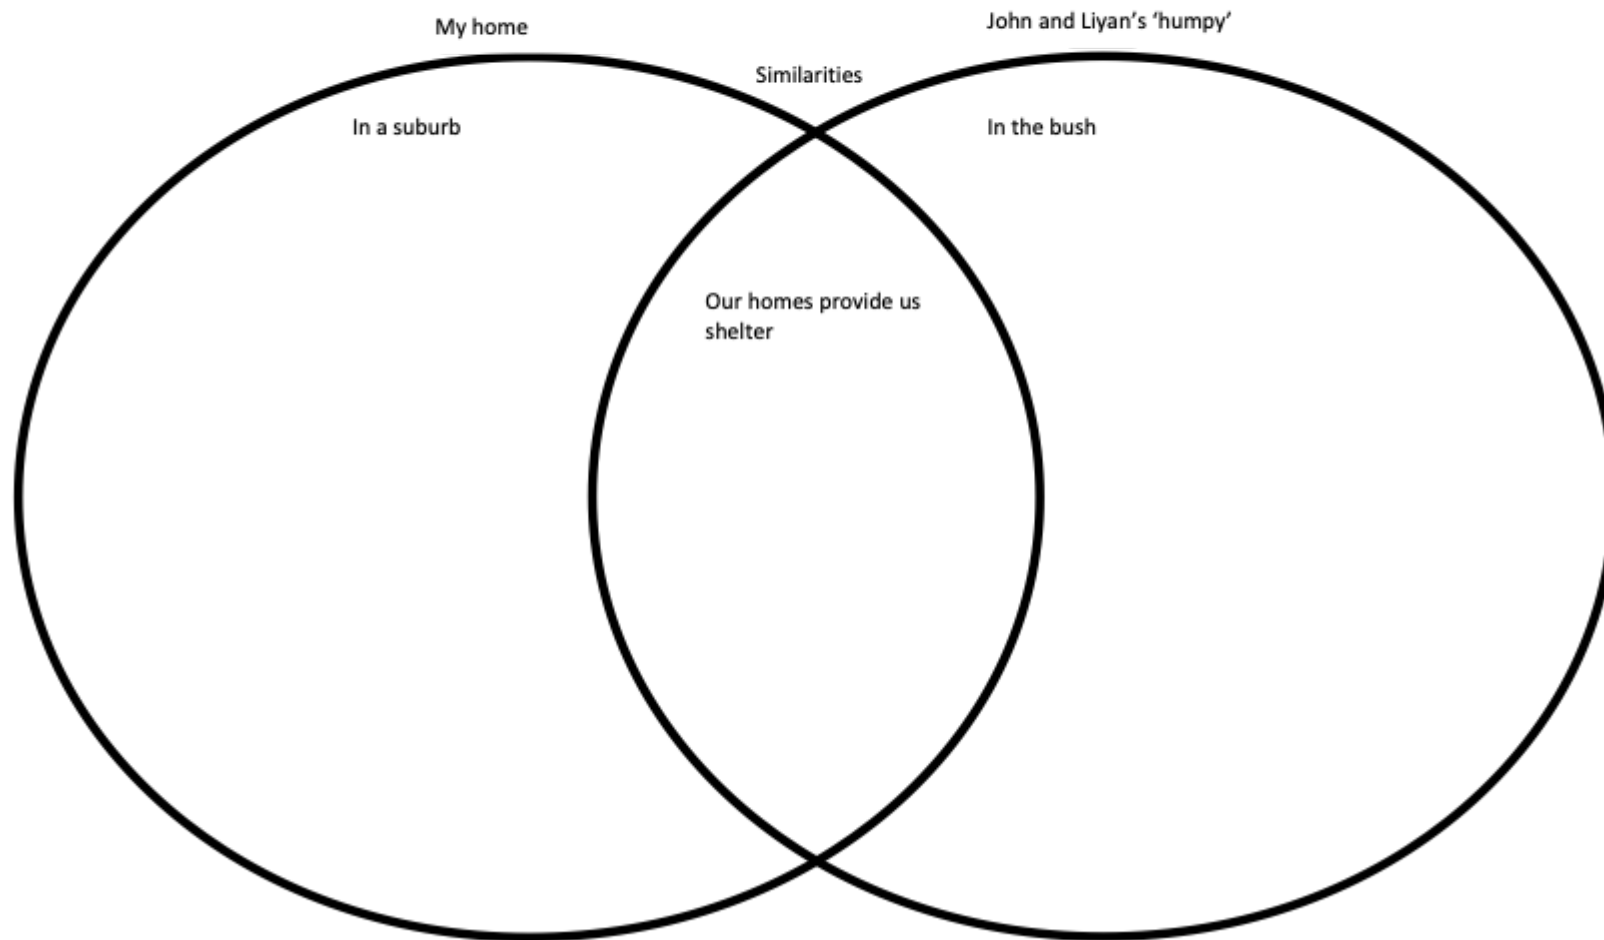 My home
John and Liyan’s ‘humpy’
Similarities
In a suburb
In the bush
Our homes provide us
shelter